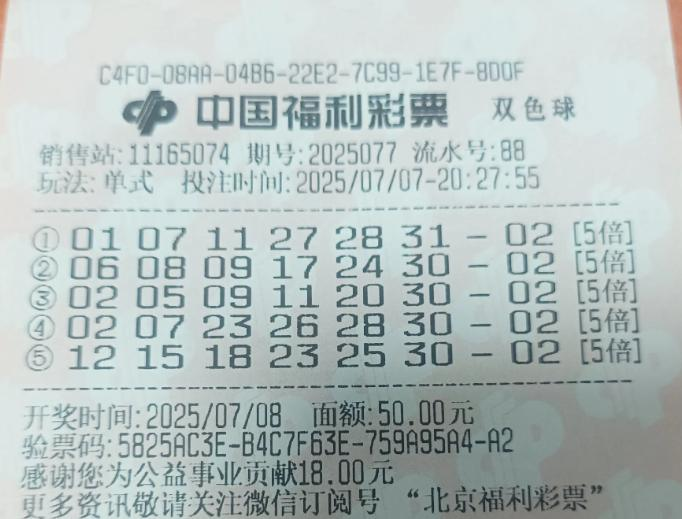 C4F0-08AA-04B6-22E2-7C99-1E7F-8D0F
中国福利彩票 双色球
销售站:11165074 期号:2025077 流水号:88
玩法:单式 投注时间:2025/07/07-20:27:55
① 01 07 11 27 28 31 - 02 [5倍]
② 06 08 09 17 24 30 - 02 [5倍]
③ 02 05 09 11 20 30 - 02 [5倍]
④ 02 07 23 26 28 30 - 02 [5倍]
⑤ 12 15 18 23 25 30 - 02 [5倍]
开奖时间:2025/07/08 面额:50.00元
验票码:5825AC3E-B4C7F63E-759A95A4-A2
感谢您为公益事业贡献18.00元
更多资讯敬请关注微信订阅号 “北京福利彩票”